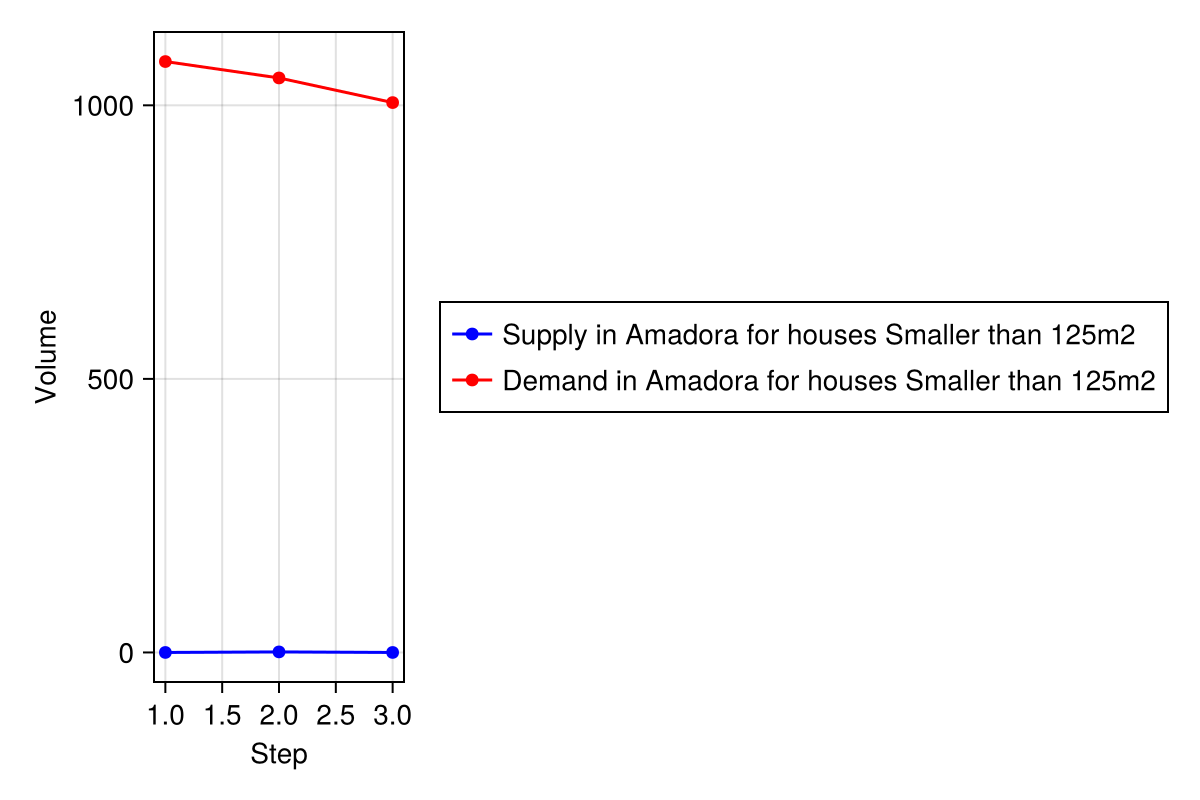 1000
500
0
Volume
1.0 1.5 2.0 2.5 3.0
Step
Supply in Amadora for houses Smaller than 125m2
Demand in Amadora for houses Smaller than 125m2